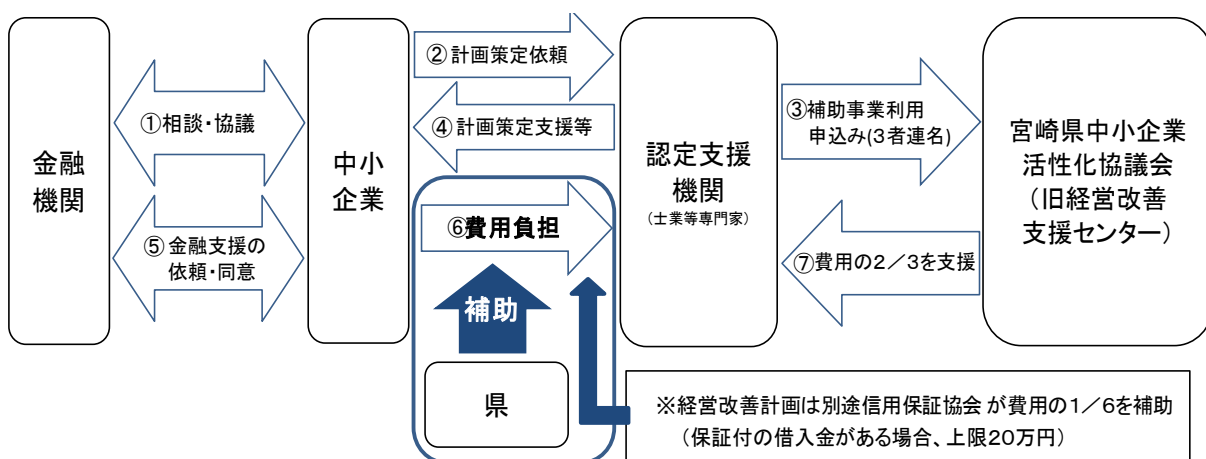 金融
機関
①相談・協議
⑤金融支援の
依頼・同意
中小
企業
②計画策定依頼
④計画策定支援等
⑥費用負担
補助
県
認定支援
機関
(士業等専門家)
③補助事業利用
申込み(3者連名)
⑦費用の2/3を支援
宮崎県中小企業
活性化協議会
(旧経営改善
支援センター)
※経営改善計画は別途信用保証協会が費用の1/6を補助
(保証付の借入金がある場合、上限20万円)